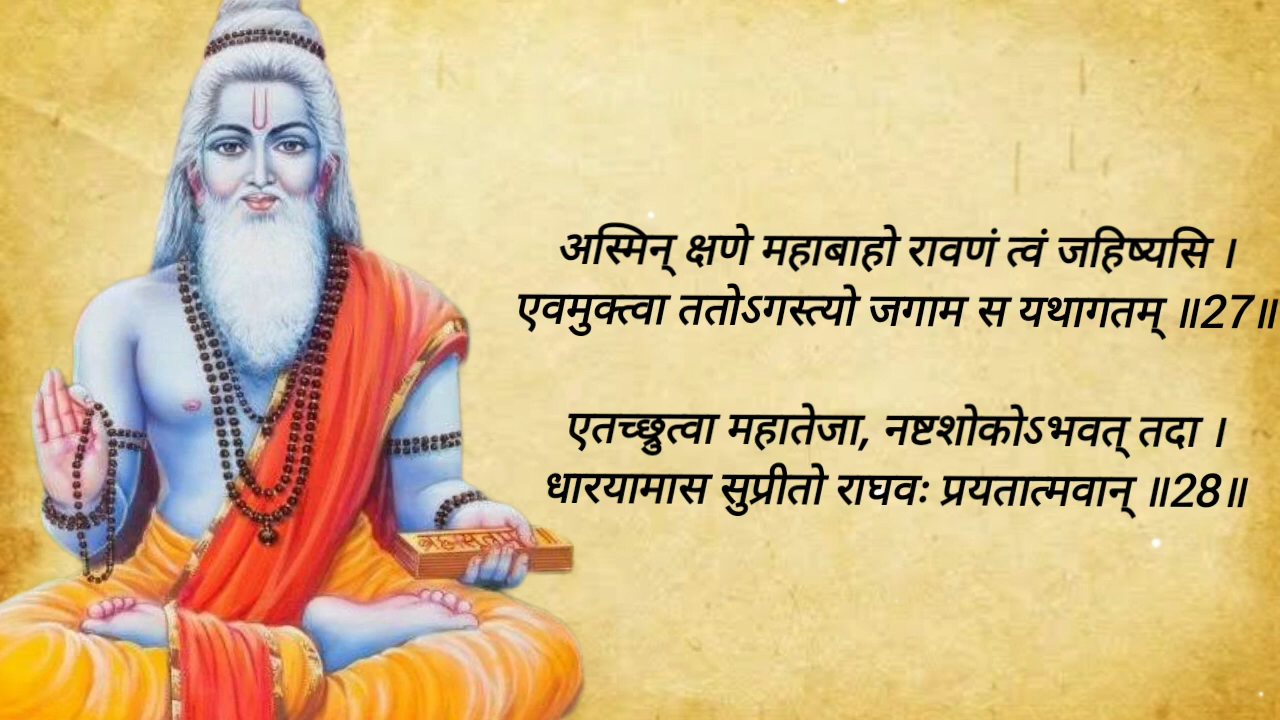 अस्मिन् क्षणे महाबाहो रावणं त्वं जहिष्यसि ।
एवमुक्त्वा ततोऽगस्त्यो जगाम स यथागतम् ॥27॥
एतच्छ्रुत्वा महातेजा, नष्टशोकोऽभवत् तदा ।
धारयामास सुप्रीतो राघवः प्रयतात्मवान् ॥28॥